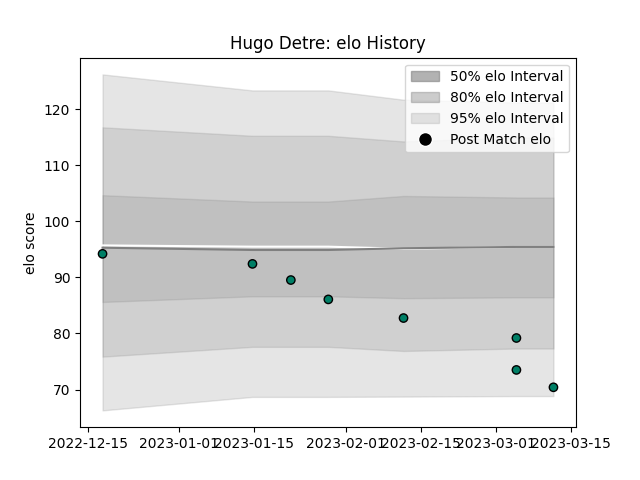 Hugo Detre: elo History
50% elo Interval
80% elo Interval
95% elo Interval
Post Match elo
elo score
120
110
100
90
80
70
2022-12-15 2023-01-01 2023-01-15 2023-02-01 2023-02-15 2023-03-01 2023-03-15